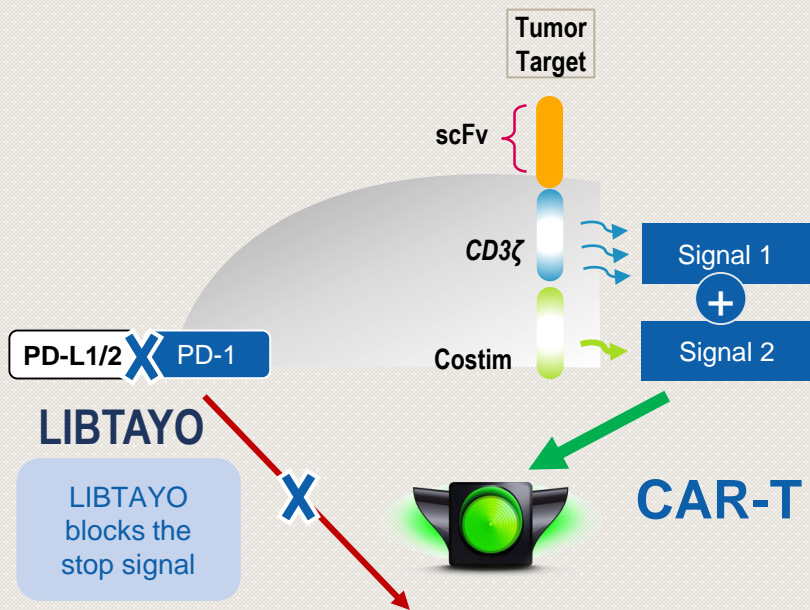 Tumor
Target
scFv
CD3ζ
Signal 1
+
Signal 2
Costim
PD-L1/2
X
PD-1
LIBTAYO
LIBTAYO
blocks the
stop signal
X
CAR-T